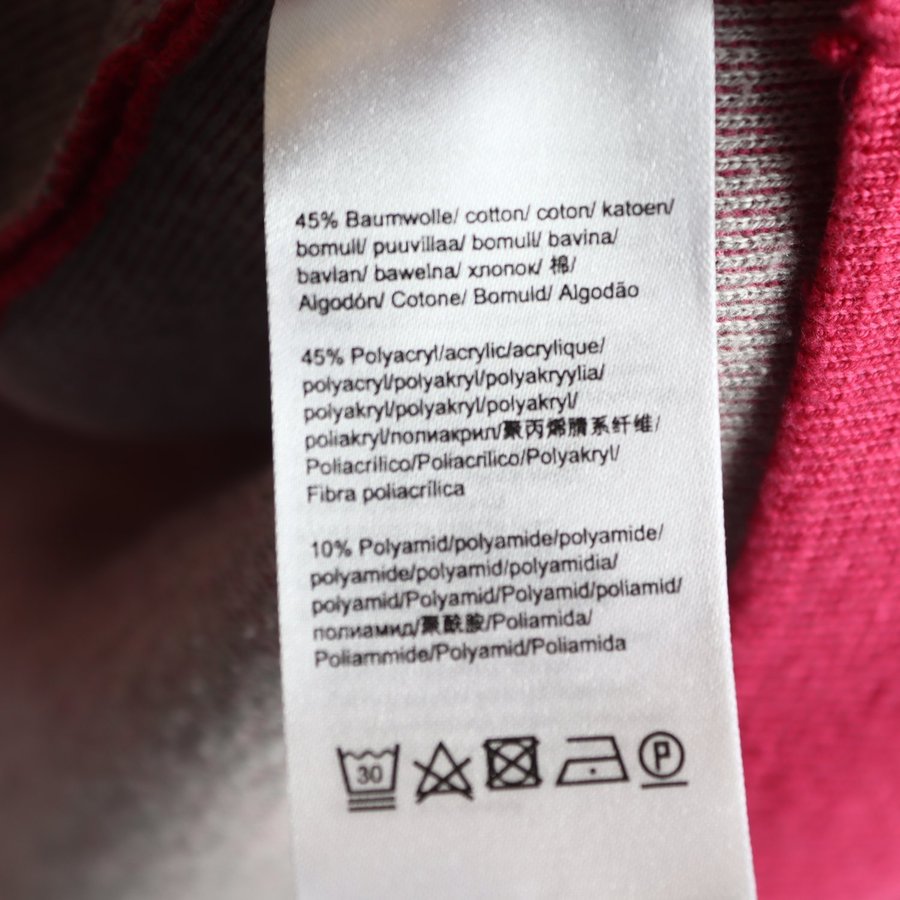 45% Baumwolle/ cotton/ coton/ katoen/
bomull/ puuvillaa/ bomull/ bavlna/
bavlan/ bawelna/ хлопок/ 棉/
Algodón/ Cotone/ Bomuld/ Algodão
45% Polyacryl/acrylic/acrylique/
polyacryl/polyakryl/polyakryylia/
polyakryl/polyakryl/polyakryl/
poliakryl/полиакрил/聚丙烯腈系纤维/
Poliacrílico/Poliacrilico/Polyakryl/
Fibra poliacrílica
10% Polyamid/polyamide/polyamide/
polyamide/polyamid/polyamidia/
polyamid/Polyamid/Polyamid/poliamid/
полиамид/聚酰胺/Poliamida/
Poliammide/Polyamid/Poliamida
30
P